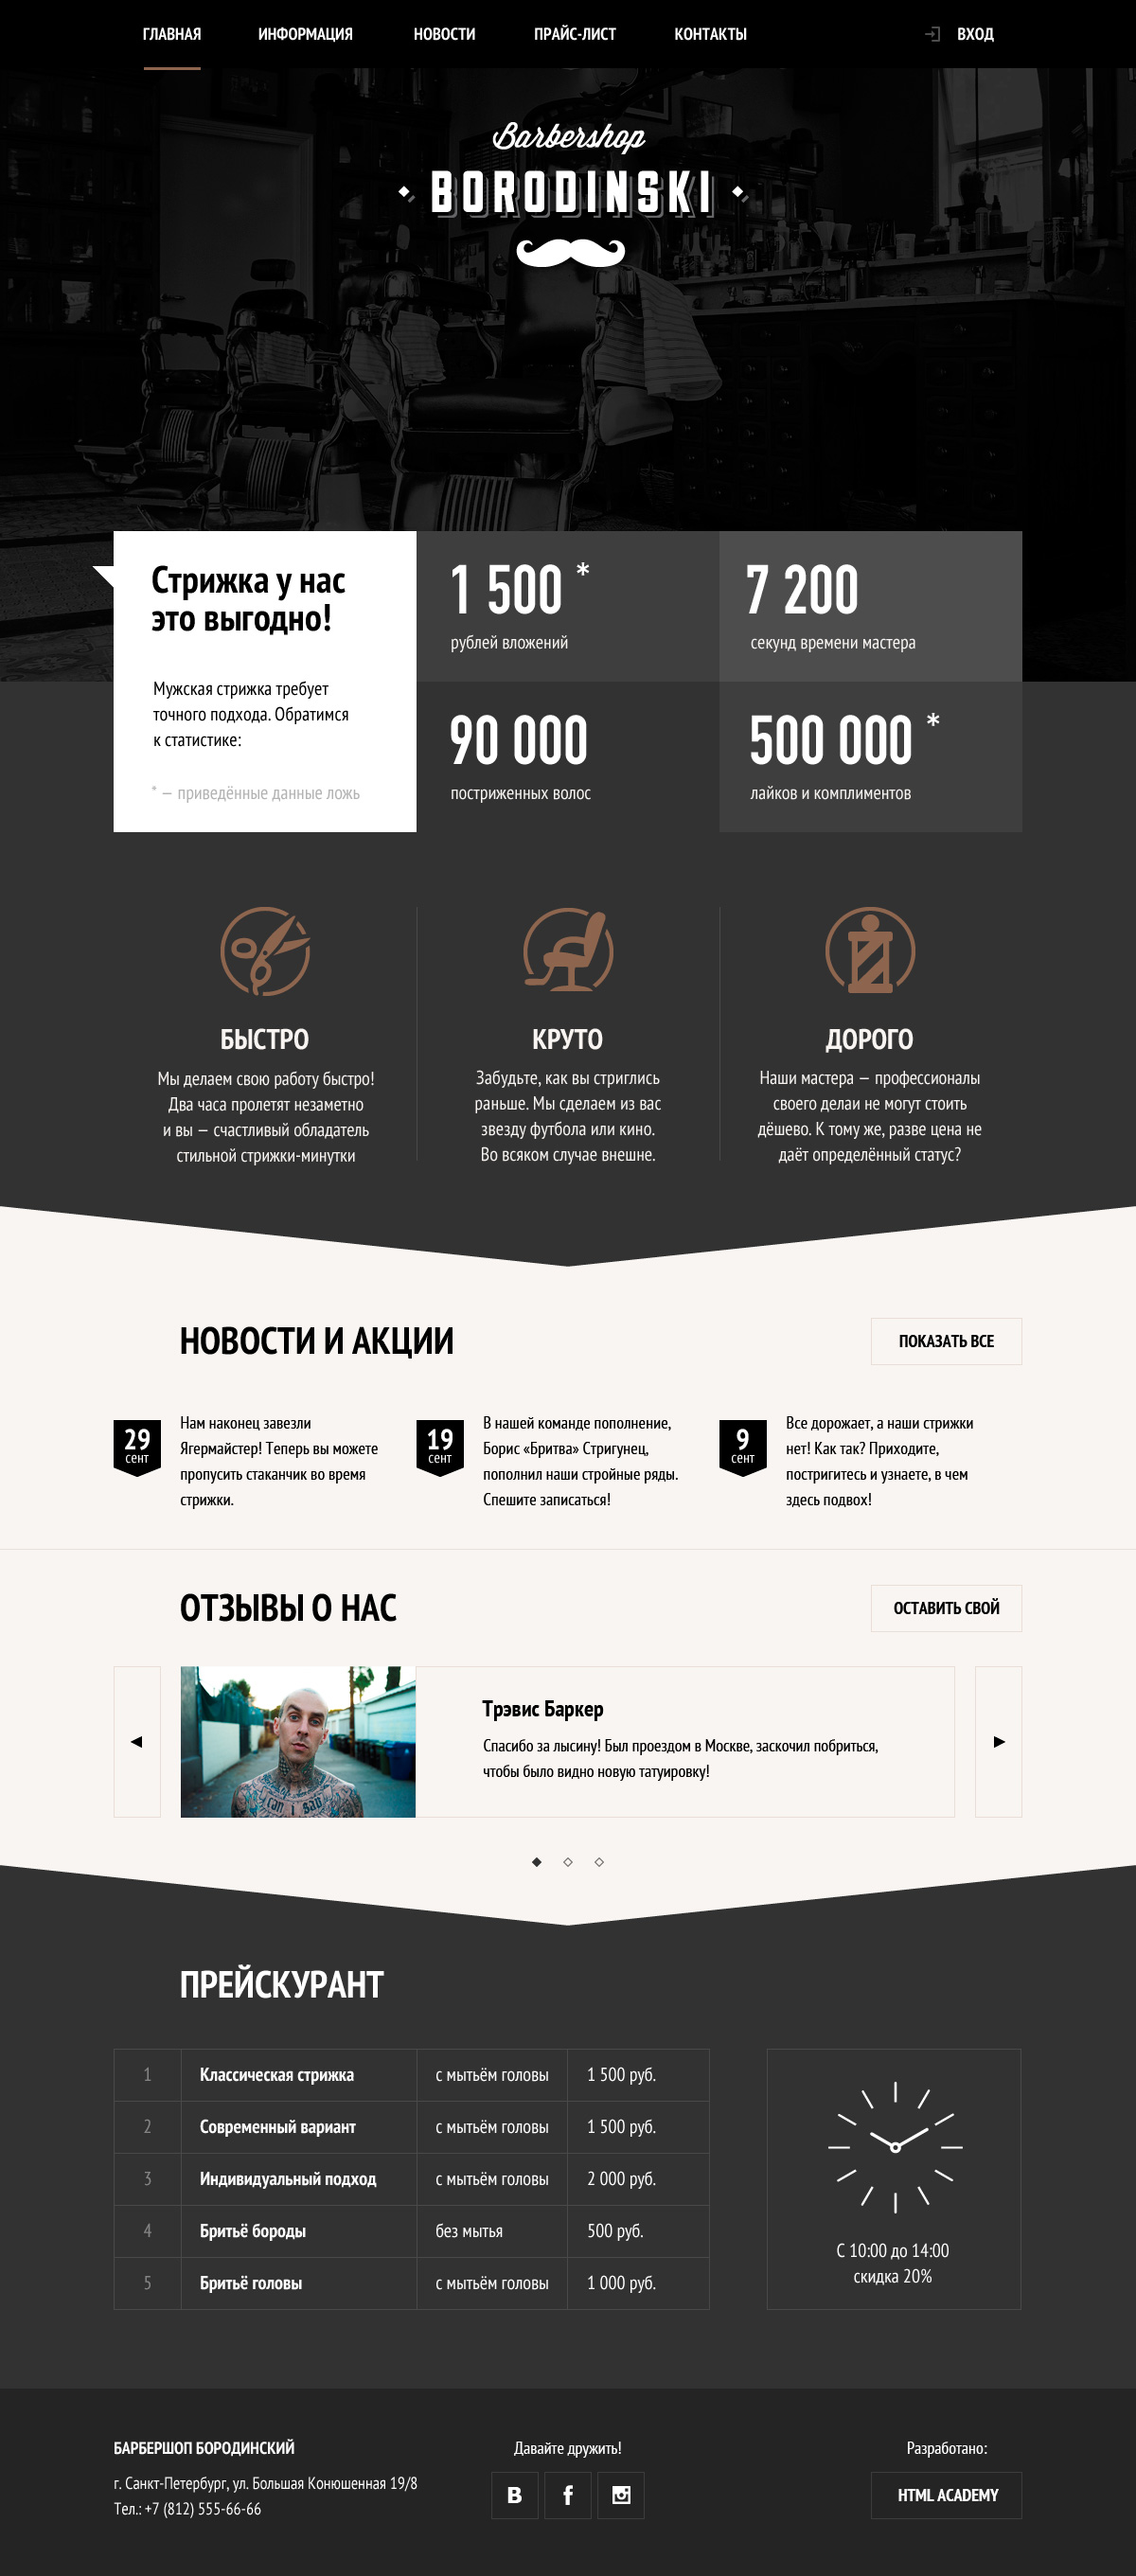 ГЛАВНАЯ ИНФОРМАЦИЯ НОВОСТИ ПРАЙС-ЛИСТ КОНТАКТЫ ВХОД
Barbershop
BORODINSKI
Стрижка у нас
это выгодно!
Мужская стрижка требует
точного подхода. Обратимся
к статистике:
* — приведённые данные ложь
1 500 *
рублей вложений
7 200
секунд времени мастера
90 000
постриженных волос
500 000 *
лайков и комплиментов
БЫСТРО
Мы делаем свою работу быстро!
Два часа пролетят незаметно
и вы — счастливый обладатель
стильной стрижки-минутки
КРУТО
Забудьте, как вы стриглись
раньше. Мы сделаем из вас
звезду футбола или кино.
Во всяком случае внешне.
ДОРОГО
Наши мастера — профессионалы
своего делаи не могут стоить
дёшево. К тому же, разве цена не
даёт определённый статус?
НОВОСТИ И АКЦИИ
ПОКАЗАТЬ ВСЕ
29
сент
Нам наконец завезли
Ягермайстер! Теперь вы можете
пропусить стаканчик во время
стрижки.
19
сент
В нашей команде пополнение,
Борис «Бритва» Стригунец,
пополнил наши стройные ряды.
Спешите записаться!
9
сент
Все дорожает, а наши стрижки
нет! Как так? Приходите,
постригитесь и узнаете, в чем
здесь подвох!
ОТЗЫВЫ О НАС
ОСТАВИТЬ СВОЙ
Трэвис Баркер
Спасибо за лысину! Был проездом в Москве, заскочил побриться,
чтобы было видно новую татуировку!
ПРЕЙСКУРАНТ
1 Классическая стрижка с мытьём головы 1 500 руб.
2 Современный вариант с мытьём головы 1 500 руб.
3 Индивидуальный подход с мытьём головы 2 000 руб.
4 Бритьё бороды без мытья 500 руб.
5 Бритьё головы с мытьём головы 1 000 руб.
С 10:00 до 14:00
скидка 20%
БАРБЕРШОП БОРОДИНСКИЙ
г. Санкт-Петербург, ул. Большая Конюшенная 19/8
Тел.: +7 (812) 555-66-66
Давайте дружить!
B f
Разработано:
HTML ACADEMY